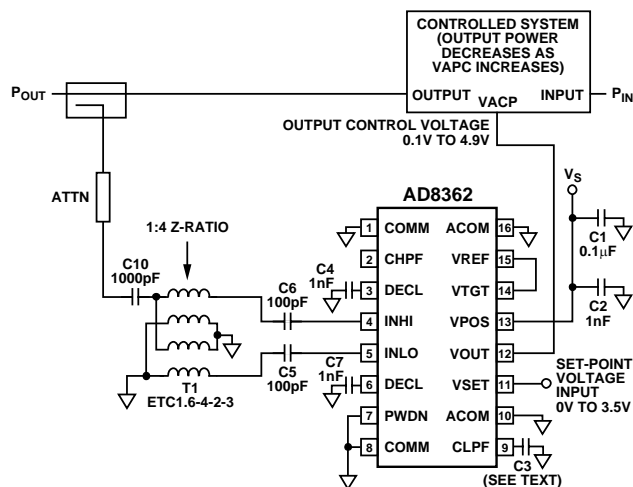 CONTROLLED SYSTEM
(OUTPUT POWER
DECREASES AS
VAPC INCREASES)
OUTPUT
INPUT
VACP
POUT
PIN
OUTPUT CONTROL VOLTAGE
0.1V TO 4.9V
ATTN
VS
AD8362
1:4 Z-RATIO
C1
0.1µF
C2
1nF
C10
1000pF
C4
1nF
C6
100pF
C7
1nF
C5
100pF
T1
ETC1.6-4-2-3
1 COMM ACOM 16
2 CHPF VREF 15
3 DECL VTGT 14
4 INHI VPOS 13
5 INLO VOUT 12
6 DECL VSET 11
7 PWDN ACOM 10
8 COMM CLPF 9
SET-POINT
VOLTAGE
INPUT
0V TO 3.5V
C3
(SEE TEXT)